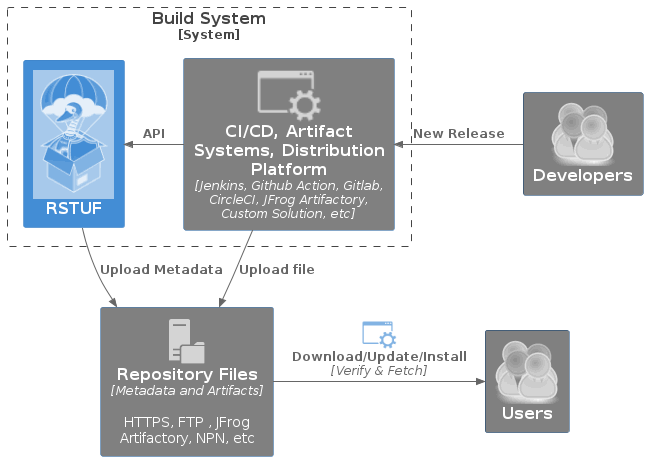 Build System
[System]
RSTUF
API
CI/CD, Artifact
Systems, Distribution
Platform
[Jenkins, Github Action, Gitlab,
CircleCI, JFrog Artifactory,
Custom Solution, etc]
New Release
Developers
Upload Metadata
Upload file
Repository Files
[Metadata and Artifacts]
HTTPS, FTP , JFrog
Artifactory, NPN, etc
Download/Update/Install
[Verify & Fetch]
Users